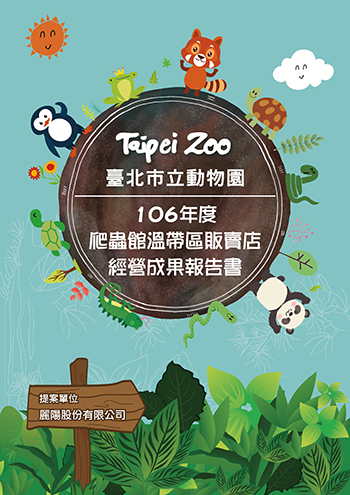 Taipei Zoo
臺北市立動物園
106年度
爬蟲館溫帶區販賣店
經營成果報告書
提案單位
麗陽股份有限公司